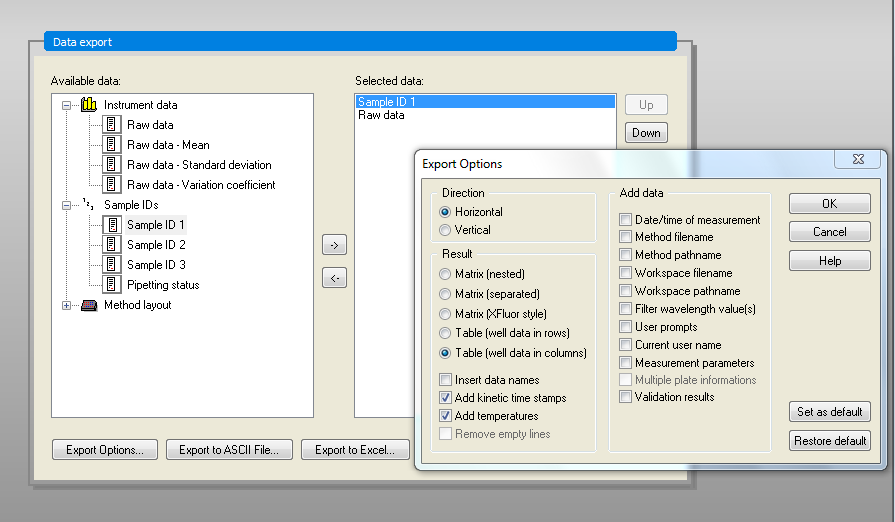 Data export
Available data:
Selected data:
Instrument data
Raw data
Raw data - Mean
Raw data - Standard deviation
Raw data - Variation coefficient
1 2 3 Sample IDs
Sample ID 1
Sample ID 2
Sample ID 3
Pipetting status
Method layout
->
<-
Sample ID 1
Raw data
Up
Down
Export Options...
Export to ASCII File...
Export to Excel...
Export Options
Direction
Horizontal
Vertical
Result
Matrix (nested)
Matrix (separated)
Matrix (XFluor style)
Table (well data in rows)
Table (well data in columns)
Insert data names
Add kinetic time stamps
Add temperatures
Remove empty lines
Add data
Date/time of measurement
Method filename
Method pathname
Workspace filename
Workspace pathname
Filter wavelength value(s)
User prompts
Current user name
Measurement parameters
Multiple plate informations
Validation results
OK
Cancel
Help
Set as default
Restore default